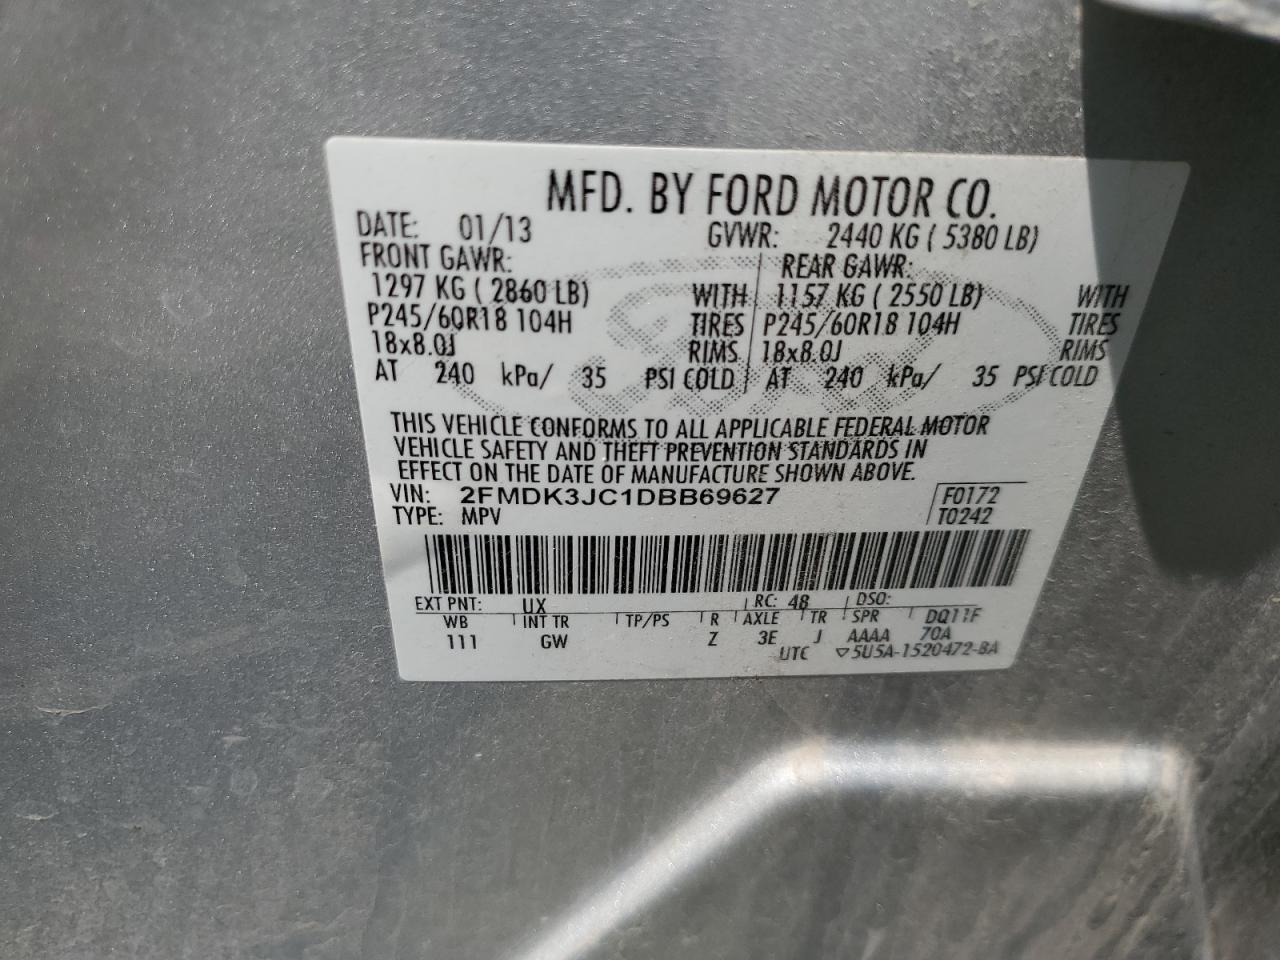 MFD. BY FORD MOTOR CO.
DATE: 01/13 GVWR: 2440 KG ( 5380 LB)
FRONT GAWR: REAR GAWR:
1297 KG ( 2860 LB) WITH 1157 KG ( 2550 LB) WITH
P245/60R18 104H TIRES P245/60R18 104H TIRES
18x8.0J RIMS 18x8.0J RIMS
AT 240 kPa/ 35 PSI COLD AT 240 kPa/ 35 PSI COLD
THIS VEHICLE CONFORMS TO ALL APPLICABLE FEDERAL MOTOR
VEHICLE SAFETY AND THEFT PREVENTION STANDARDS IN
EFFECT ON THE DATE OF MANUFACTURE SHOWN ABOVE.
VIN: 2FMDK3JC1DBB69627 F0172
TYPE: MPV T0242
EXT PNT: UX RC: 48 DSO:
WB INT TR TP/PS R AXLE TR SPR DQ11F
111 GW Z 3E J AAAA 70A
UTC ▽5U5A-1520472-BA
Ford